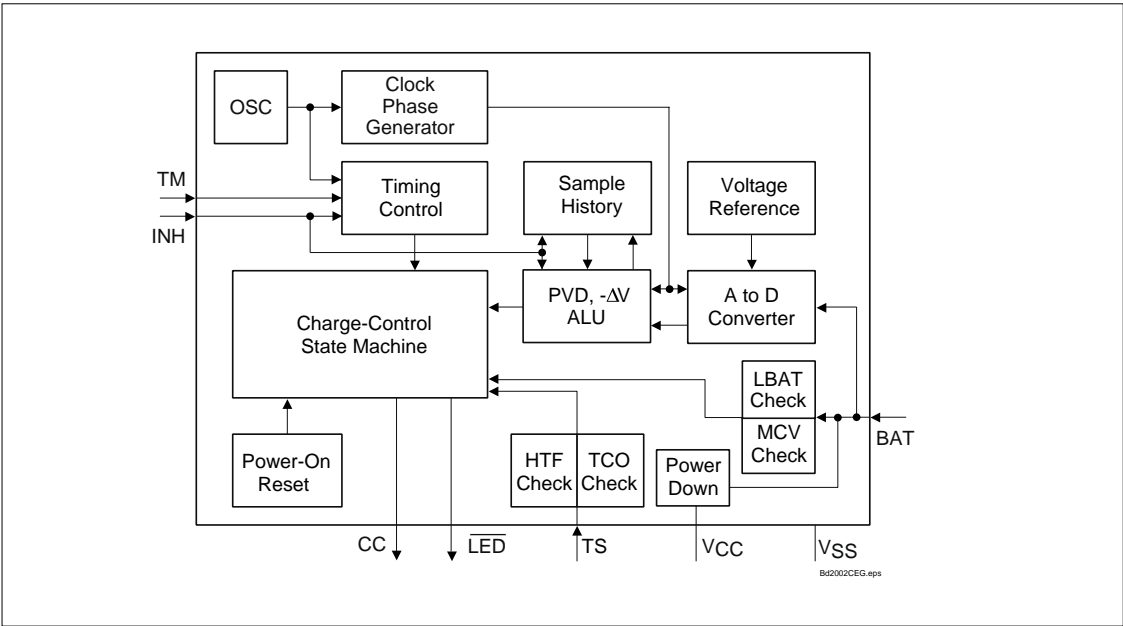 OSC
Clock
Phase
Generator
TM
INH
Timing
Control
Sample
History
Voltage
Reference
Charge-Control
State Machine
PVD, -ΔV
ALU
A to D
Converter
LBAT
Check
MCV
Check
BAT
Power-On
Reset
HTF
Check
TCO
Check
Power
Down
CC
LED
TS
VCC
VSS
Bd2002CEG.eps